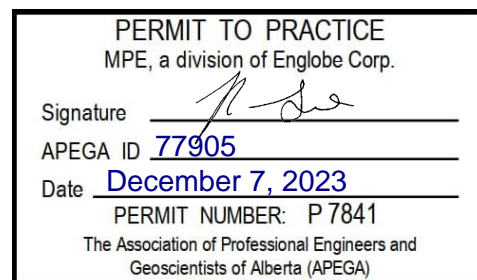 PERMIT TO PRACTICE
MPE, a division of Englobe Corp.
Signature
APEGA ID 77905
Date December 7, 2023
PERMIT NUMBER: P 7841
The Association of Professional Engineers and
Geoscientists of Alberta (APEGA)